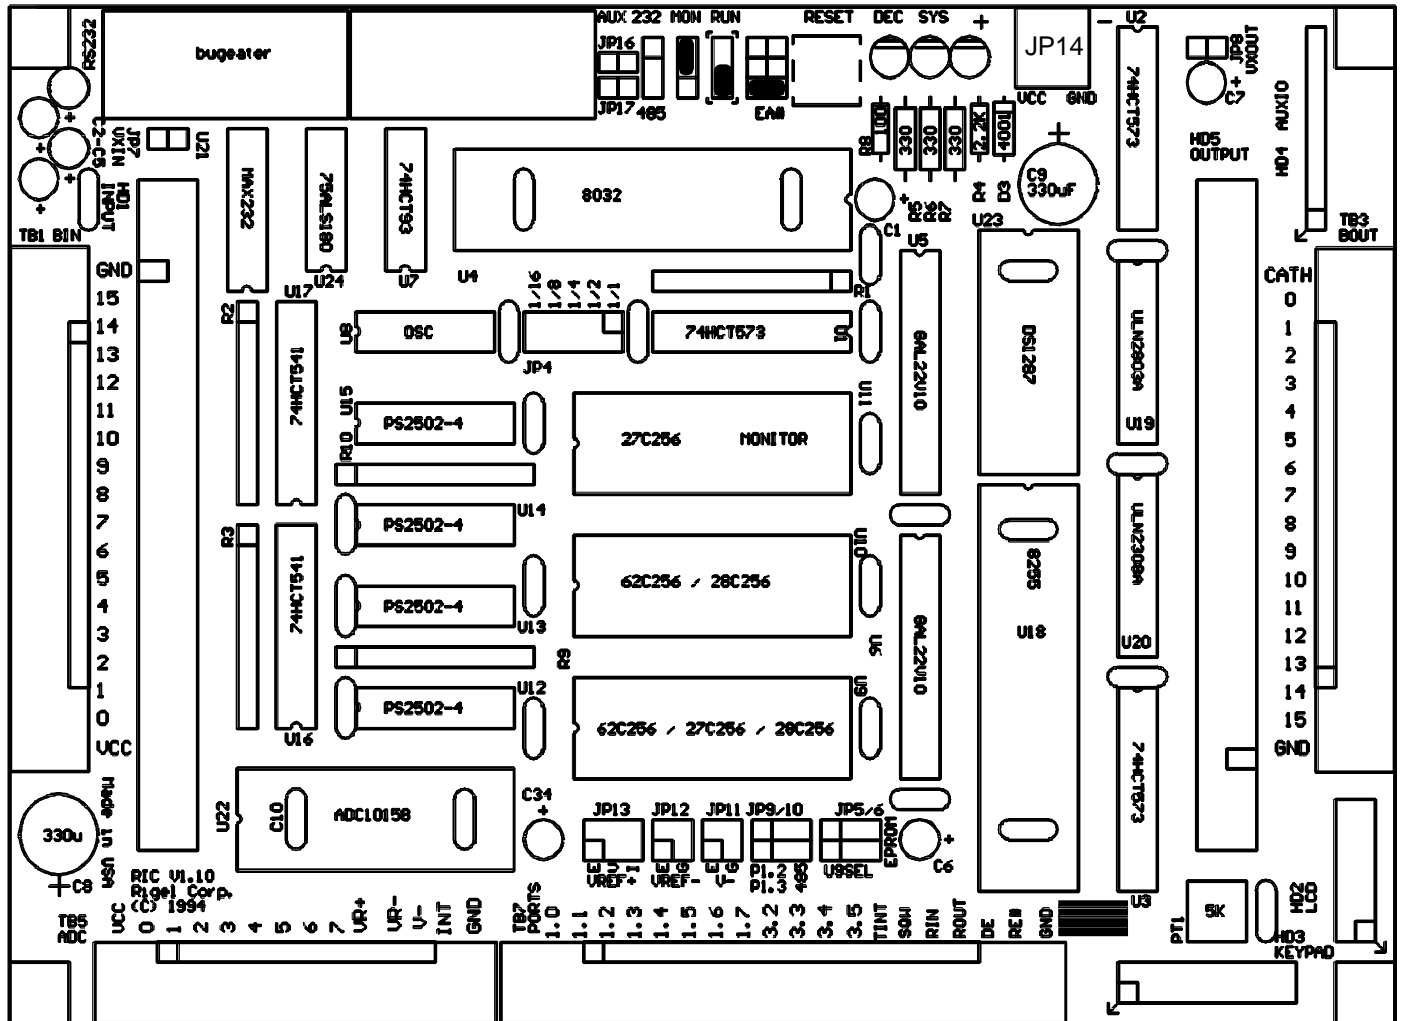 AUX 232 MON RUN RESET DEC SYS + - U2
RS232
bugeater
JP16
JP17 485
EA#
JP14
VCC GND
74HCT573
JP8
VXOUT
+
C7
HD4 AUXIO
HD5
OUTPUT
C2-C5
JP7
VXIN
U21
HD1
INPUT
MAX232
75ALS180
74HCT93
8032
R8
100
330
330
330
2.2K
4001
R5
R6
R7
R4
D3
C9
330uF
U23
C1
U5
TB1 BIN
TB3
BOUT
GND
15
14
13
12
11
10
9
8
7
6
5
4
3
2
1
0
VCC
U17
U24
U7
U4
R2
74HCT541
U8
OSC
1/16
1/8
1/4
1/2
1/1
JP4
R1
74HCT573
U1
GAL22V10
DS1287
ULN2803A
U19
U15
PS2502-4
R10
U11
27C256 MONITOR
U14
PS2502-4
R3
74HCT541
U10
62C256 / 28C256
PS2502-4
U13
U6
R9
GAL22V10
8255
U18
ULN2308A
U20
U12
PS2502-4
U9
62C256 / 27C256 / 28C256
U16
74HCT573
U3
CATH
0
1
2
3
4
5
6
7
8
9
10
11
12
13
14
15
GND
Made in USA
330u
C8
U22
C10
ADC10158
C34
+
JP13 JP12 JP11 JP9/10 JP5/6
VREF+ VREF- V-
E V I
E G
E G
P1.2
P1.3 485
U9SEL
EPROM
+
C6
RIC V1.10
Rigel Corp.
(C) 1994
TB5
ADC
VCC
0
1
2
3
4
5
6
7
VR+
VR-
V-
INT
GND
TB7
PORTS
1.0
1.1
1.2
1.3
1.4
1.5
1.6
1.7
3.2
3.3
3.4
3.5
TINT
SQW
RIN
ROUT
DE
RE#
GND
PT1
5K
HD2
LCD
HD3
KEYPAD